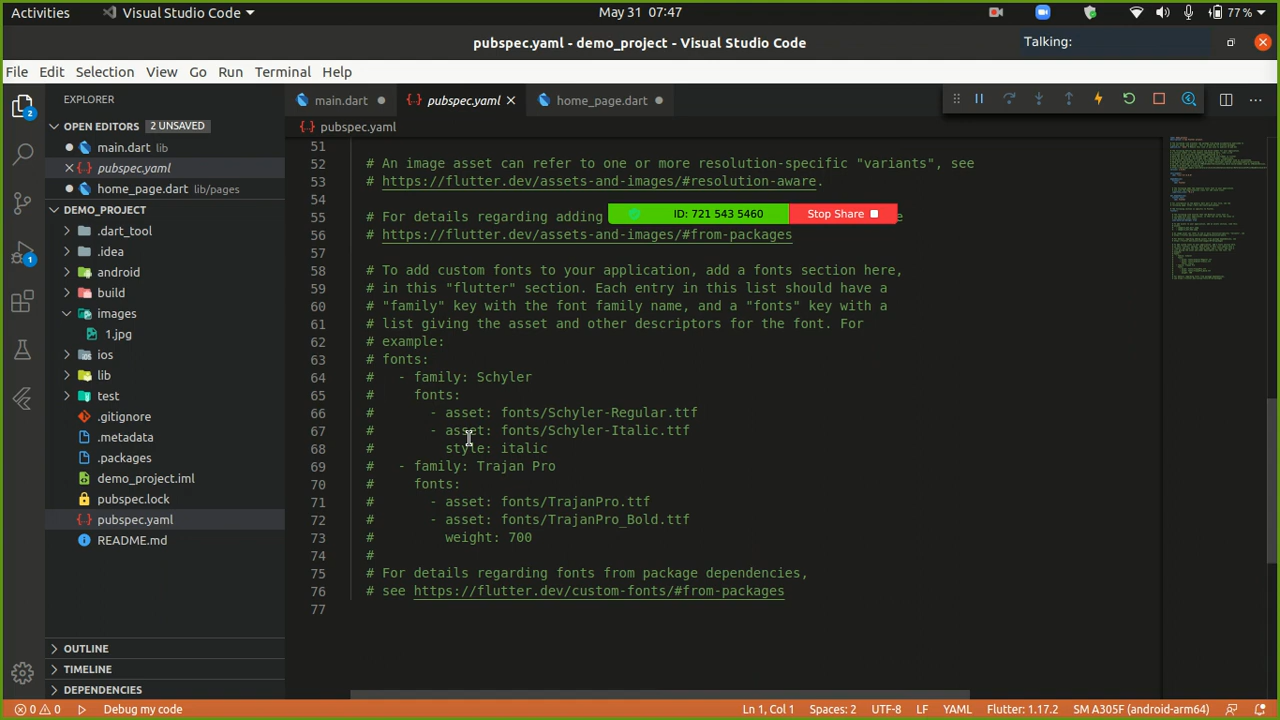 Activities
Visual Studio Code
May 31 07:47
77 %
pubspec.yaml - demo_project - Visual Studio Code
Talking:
File Edit Selection View Go Run Terminal Help
EXPLORER
OPEN EDITORS 2 UNSAVED
main.dart lib
pubspec.yaml
home_page.dart lib/pages
DEMO_PROJECT
.dart_tool
.idea
android
build
images
1.jpg
ios
lib
test
.gitignore
.metadata
.packages
demo_project.iml
pubspec.lock
pubspec.yaml
README.md
OUTLINE
TIMELINE
DEPENDENCIES
2
1
main.dart
pubspec.yaml
home_page.dart
pubspec.yaml
51
52 # An image asset can refer to one or more resolution-specific "variants", see
53 # https://flutter.dev/assets-and-images/#resolution-aware.
54
55 # For details regarding adding
ID: 721 543 5460 Stop Share
56 # https://flutter.dev/assets-and-images/#from-packages
57
58 # To add custom fonts to your application, add a fonts section here,
59 # in this "flutter" section. Each entry in this list should have a
60 # "family" key with the font family name, and a "fonts" key with a
61 # list giving the asset and other descriptors for the font. For
62 # example:
63 # fonts:
64 # - family: Schyler
65 # fonts:
66 # - asset: fonts/Schyler-Regular.ttf
67 # - asset: fonts/Schyler-Italic.ttf
68 # style: italic
69 # - family: Trajan Pro
70 # fonts:
71 # - asset: fonts/TrajanPro.ttf
72 # - asset: fonts/TrajanPro_Bold.ttf
73 # weight: 700
74 #
75 # For details regarding fonts from package dependencies,
76 # see https://flutter.dev/custom-fonts/#from-packages
77
0 0 Debug my code
Ln 1, Col 1 Spaces: 2 UTF-8 LF YAML Flutter: 1.17.2 SM A305F (android-arm64)